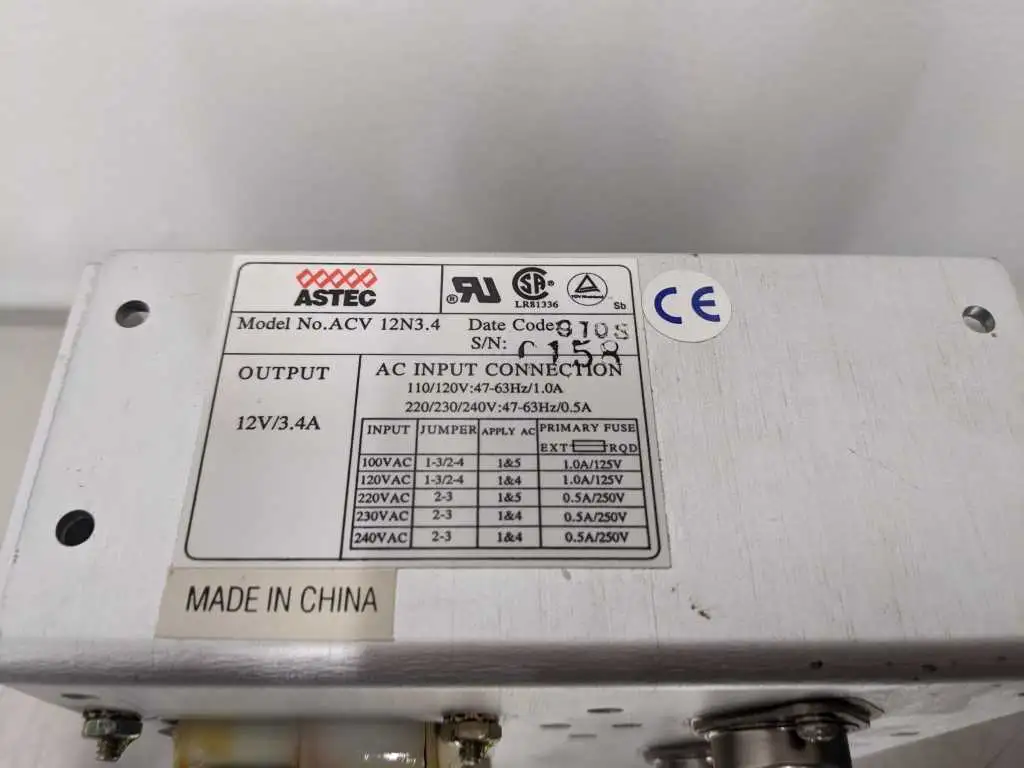 ASTEC
® RU
SA ®
LR81336
Sb
CE
Model No.ACV 12N3.4
Date Code:
S/N:
OUTPUT
12V/3.4A
AC INPUT CONNECTION
110/120V:47-63Hz/1.0A
220/230/240V:47-63Hz/0.5A
INPUT JUMPER APPLY AC PRIMARY FUSE
EXT RQD
100VAC 1-3/2-4 1&5 1.0A/125V
120VAC 1-3/2-4 1&4 1.0A/125V
220VAC 2-3 1&5 0.5A/250V
230VAC 2-3 1&4 0.5A/250V
240VAC 2-3 1&4 0.5A/250V
MADE IN CHINA